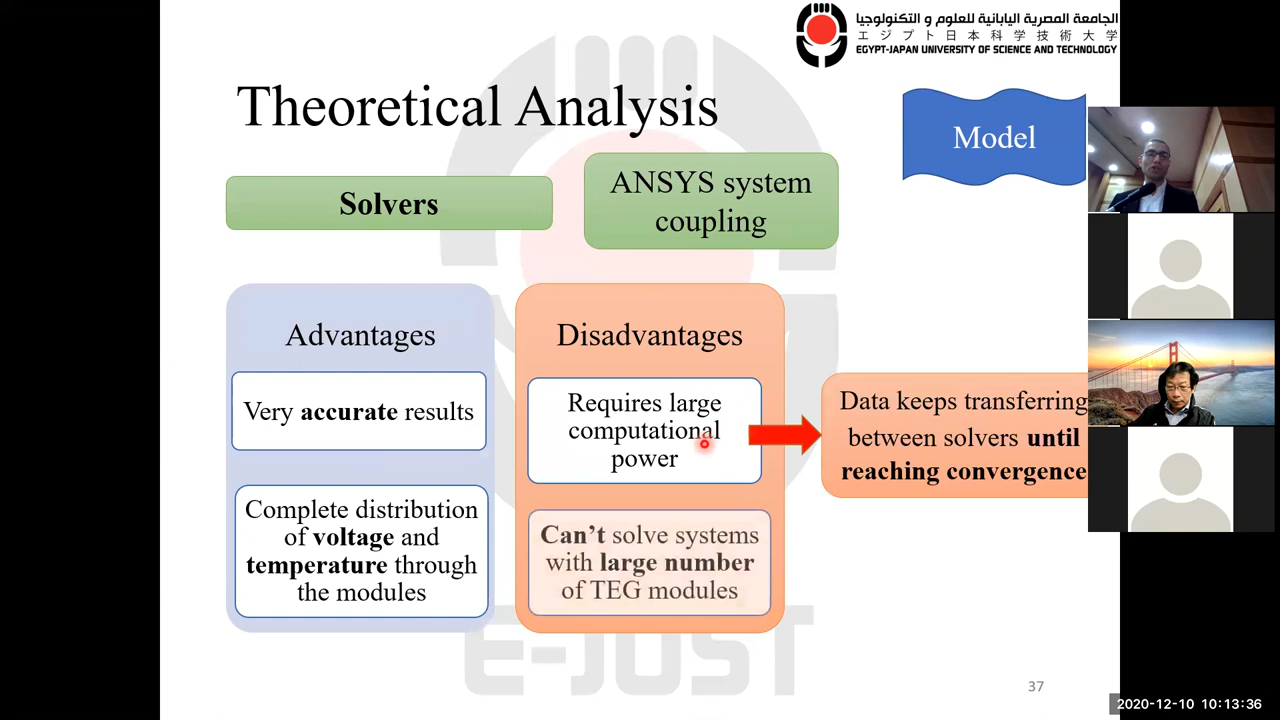 الجامعة المصرية اليابانية للعلوم و التكنولوجيا
エジプト日本科学技術大学
EGYPT-JAPAN UNIVERSITY OF SCIENCE AND TECHNOLOGY
Theoretical Analysis
Model
Solvers
ANSYS system
coupling
Advantages
Very accurate results
Complete distribution
of voltage and
temperature through
the modules
Disadvantages
Requires large
computational
power
Can't solve systems
with large number
of TEG modules
Data keeps transferring
between solvers until
reaching convergence
E-JUST
37
2020-12-10 10:13:36